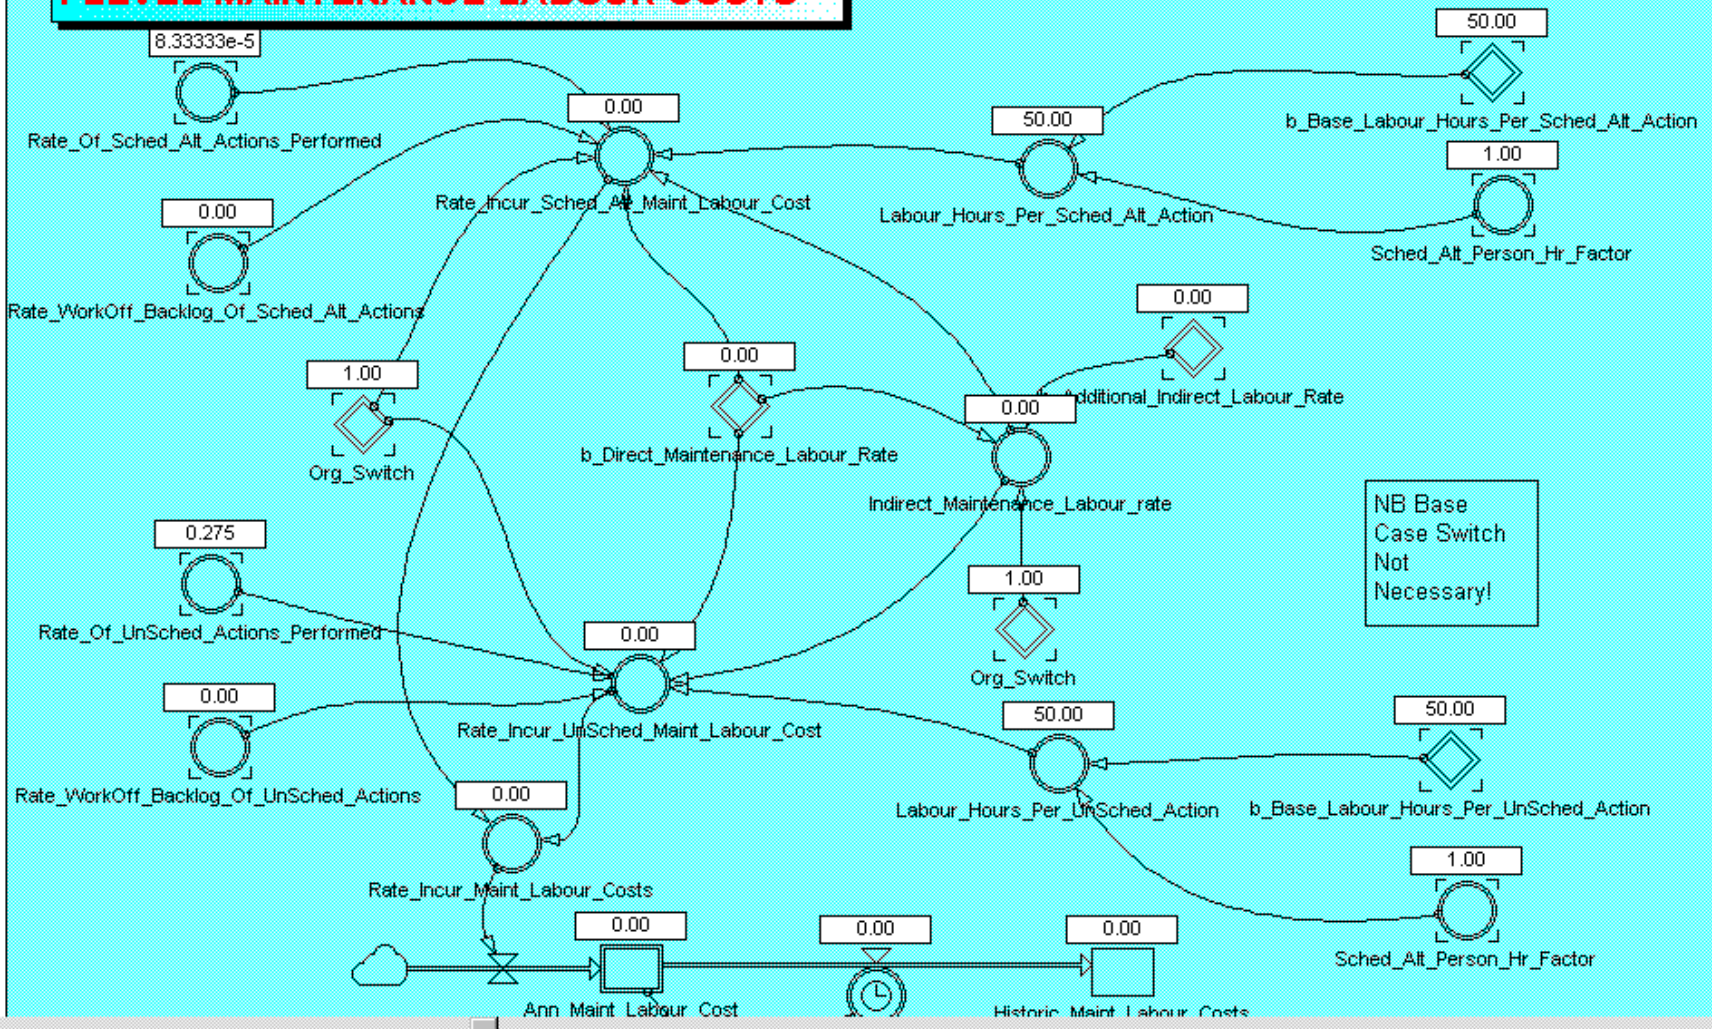 MAINTENANCE LABOUR COSTS
8.33333e-5
Rate_Of_Sched_Alt_Actions_Performed
0.00
50.00
50.00
b_Base_Labour_Hours_Per_Sched_Alt_Action
1.00
Rate_Incur_Sched_Alt_Maint_Labour_Cost
Labour_Hours_Per_Sched_Alt_Action
0.00
Sched_Alt_Person_Hr_Factor
Rate_WorkOff_Backlog_Of_Sched_Alt_Actions
0.00
1.00
0.00
Additional_Indirect_Labour_Rate
0.00
Org_Switch
b_Direct_Maintenance_Labour_Rate
Indirect_Maintenance_Labour_rate
NB Base
Case Switch
Not
Necessary!
0.275
1.00
Rate_Of_UnSched_Actions_Performed
0.00
Org_Switch
0.00
Rate_Incur_UnSched_Maint_Labour_Cost
50.00
50.00
Rate_WorkOff_Backlog_Of_UnSched_Actions
0.00
Labour_Hours_Per_UnSched_Action
b_Base_Labour_Hours_Per_UnSched_Action
1.00
Rate_Incur_Maint_Labour_Costs
0.00
0.00
0.00
Sched_Alt_Person_Hr_Factor
Ann_Maint_Labour_Cost
Historic_Maint_Labour_Costs